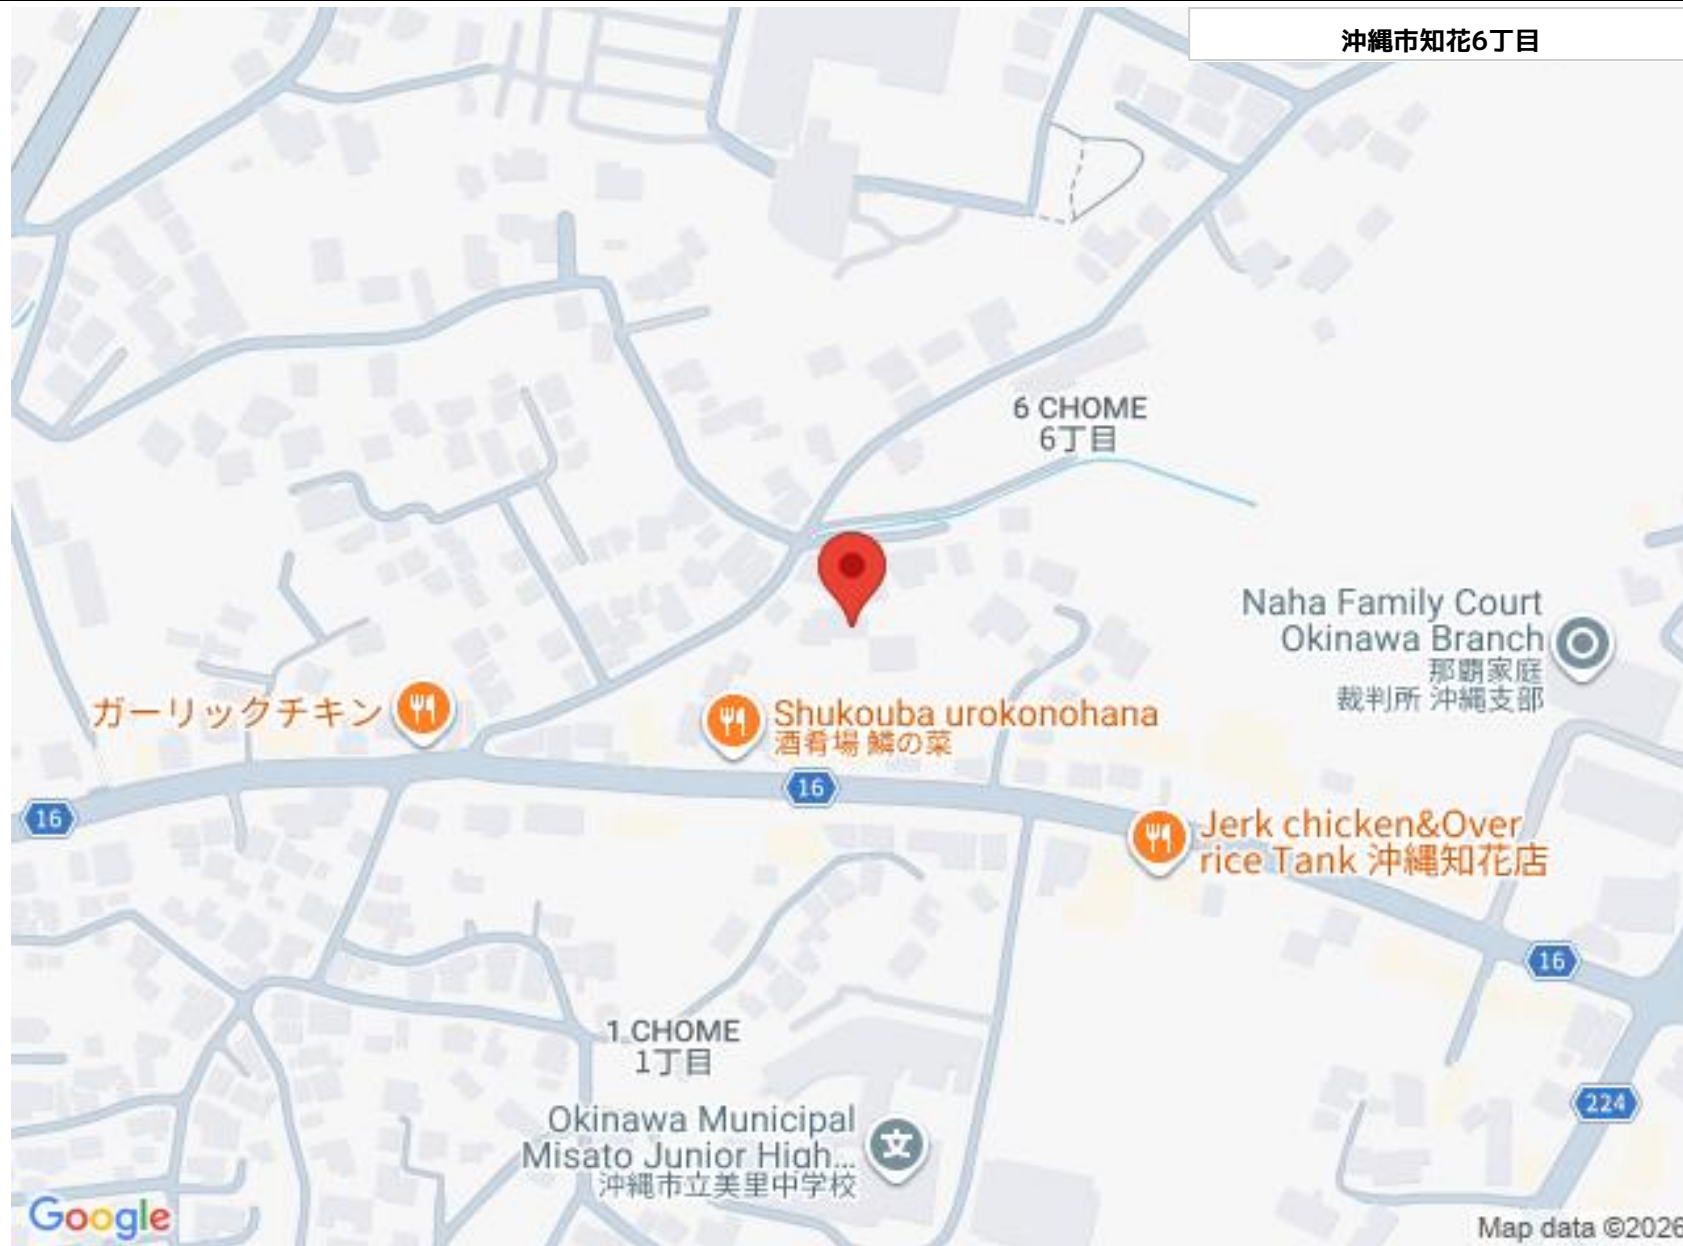 沖縄市知花6丁目
6 CHOME
6丁目
Naha Family Court
Okinawa Branch
那覇家庭
裁判所 沖縄支部
ガーリックチキン
Shukouba urokonohana
酒肴場 鱗の菜
16
16
Jerk chicken&Over
rice Tank 沖縄知花店
16
1 CHOME
1丁目
224
Okinawa Municipal
Misato Junior High...
沖縄市立美里中学校
文
Google
Map data ©2026